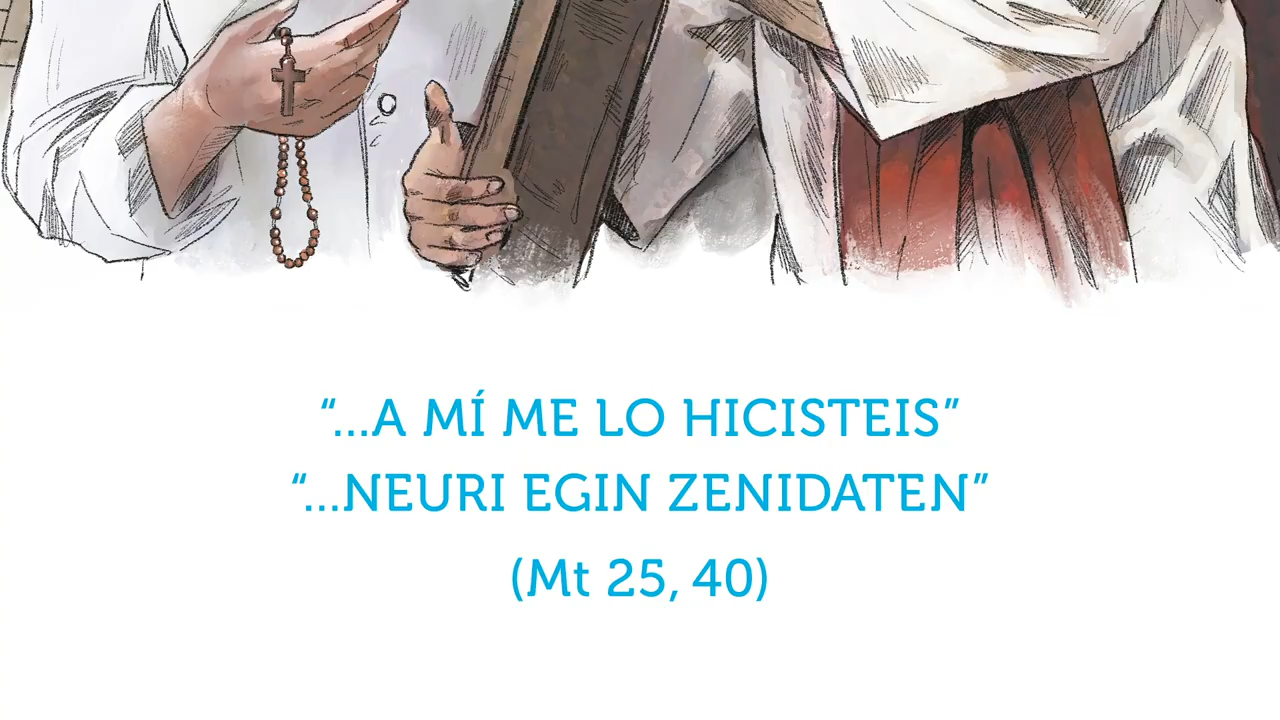 “...A MÍ ME LO HICISTEIS”
“...NEURI EGIN ZENIDATEN”
(Mt 25, 40)